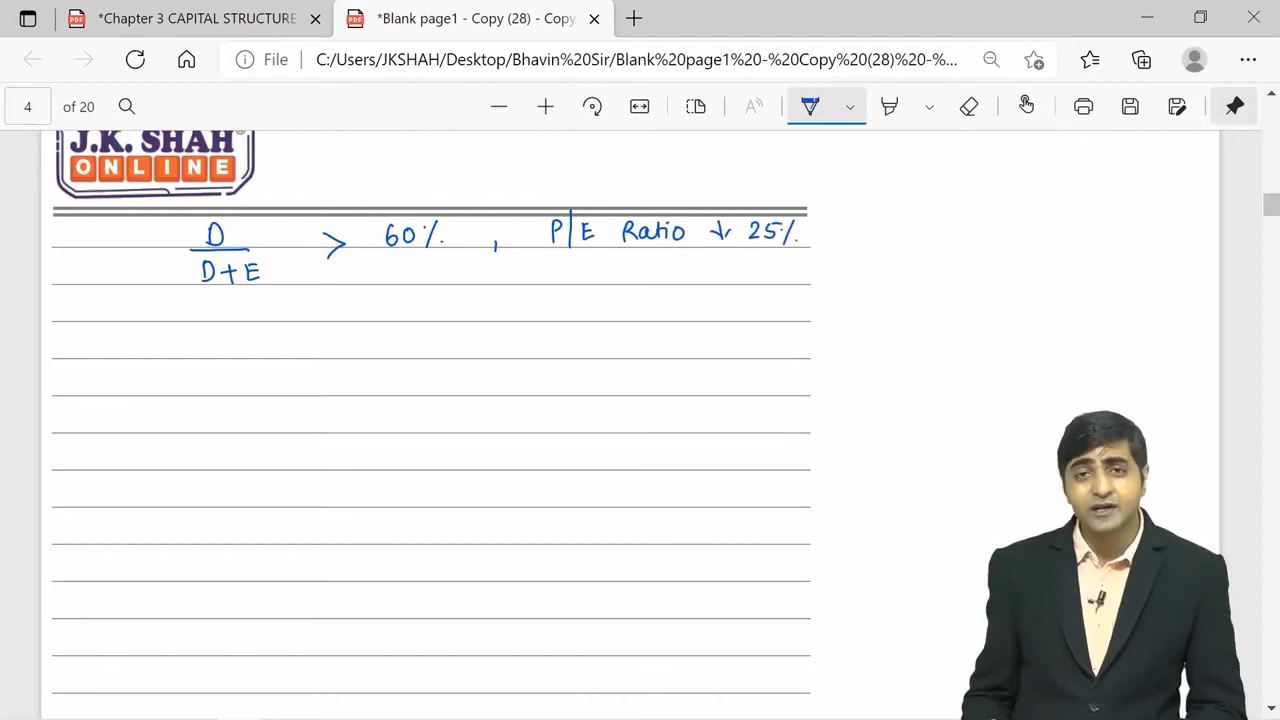 *Chapter 3 CAPITAL STRUCTURE
*Blank page1 - Copy (28) - Copy
File
C:/Users/JKSHAH/Desktop/Bhavin%20Sir/Blank%20page1%20-%20Copy%20(28)%20-%...
4 of 20
J.K. SHAH
ONLINE
D / D+E > 60% , P/E Ratio ↓ 25%